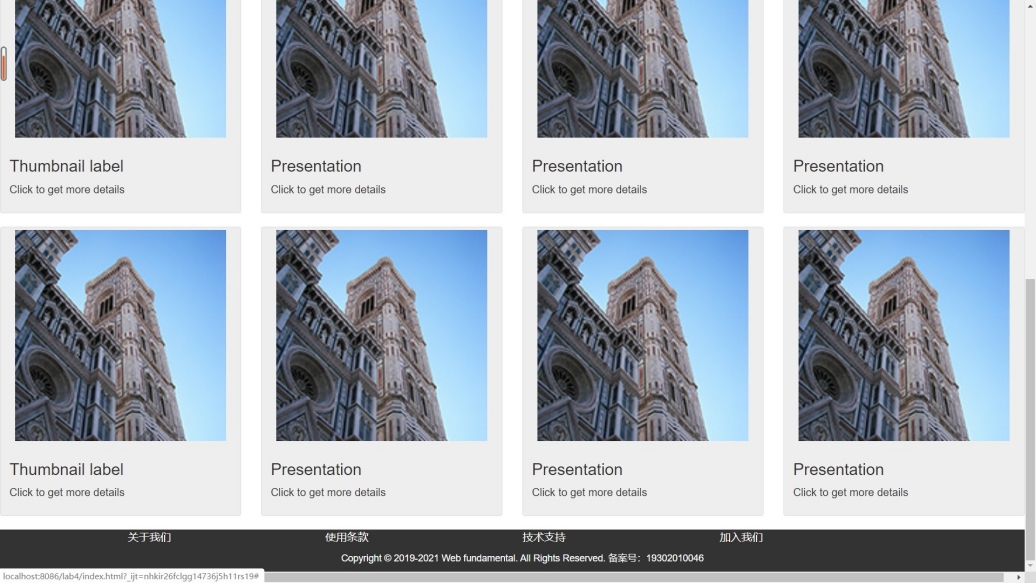 Thumbnail label Presentation Presentation Presentation
Click to get more details Click to get more details Click to get more details Click to get more details
Thumbnail label Presentation Presentation Presentation
Click to get more details Click to get more details Click to get more details Click to get more details
关于我们 使用条款 技术支持 加入我们
Copyright © 2019-2021 Web fundamental. All Rights Reserved. 备案号：19302010046
localhost:8086/lab4/index.html?_ijt=nhkir26fclgg14736j5h11rs19#